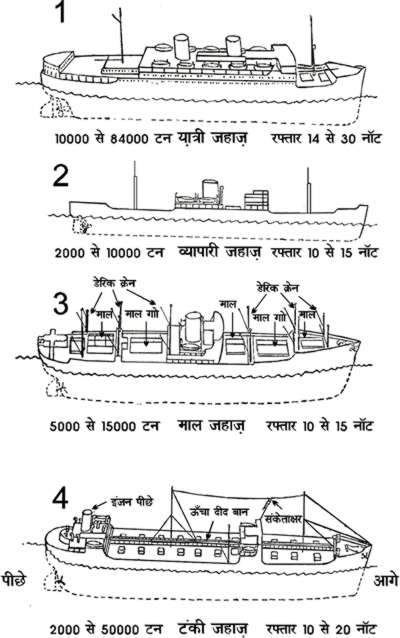 1
10000 से 84000 टन यात्री जहाज़ रफ्तार 14 से 30 नॉट
2
2000 से 10000 टन व्यापारी जहाज़ रफ्तार 10 से 15 नॉट
3
डेरिक क्रेन डेरिक क्रेन
माल माल गो माल माल गो माल
5000 से 15000 टन माल जहाज़ रफ्तार 10 से 15 नॉट
4
इंजन पीछे ऊँचा दीद बान संकेताक्षर
पीछे आगे
2000 से 50000 टन टंकी जहाज़ रफ्तार 10 से 20 नॉट